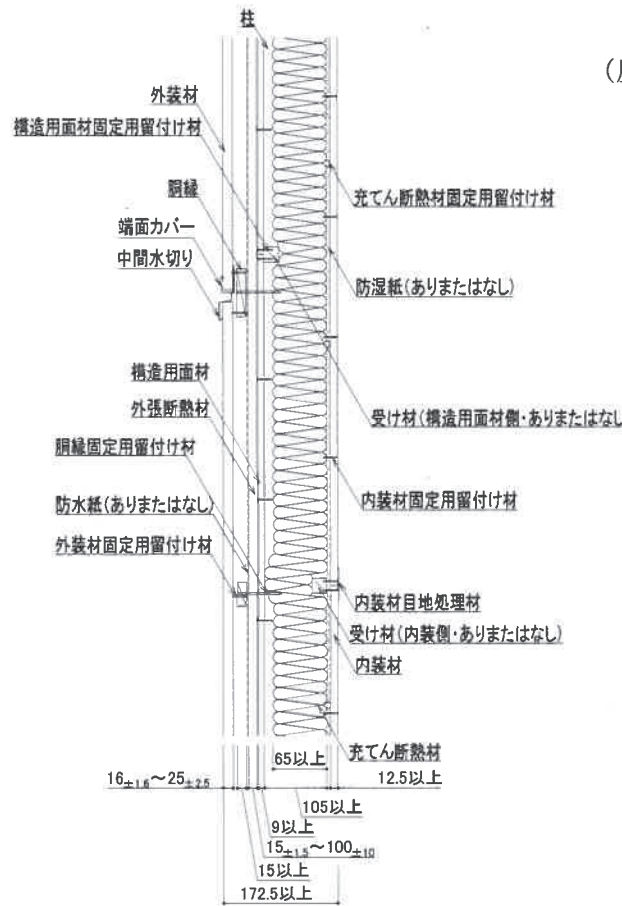 柱
外装材
構造用面材固定用留付け材
胴縁
端面カバー
中間水切り
充てん断熱材固定用留付け材
防湿紙(ありまたはなし)
構造用面材
外張断熱材
胴縁固定用留付け材
防水紙(ありまたはなし)
外装材固定用留付け材
受け材(構造用面材側・ありまたはなし
内装材固定用留付け材
内装材目地処理材
受け材(内装側・ありまたはなし)
内装材
充てん断熱材
65以上
16±1.6～25±2.5
12.5以上
105以上
9以上
15±1.5～100±10
15以上
172.5以上